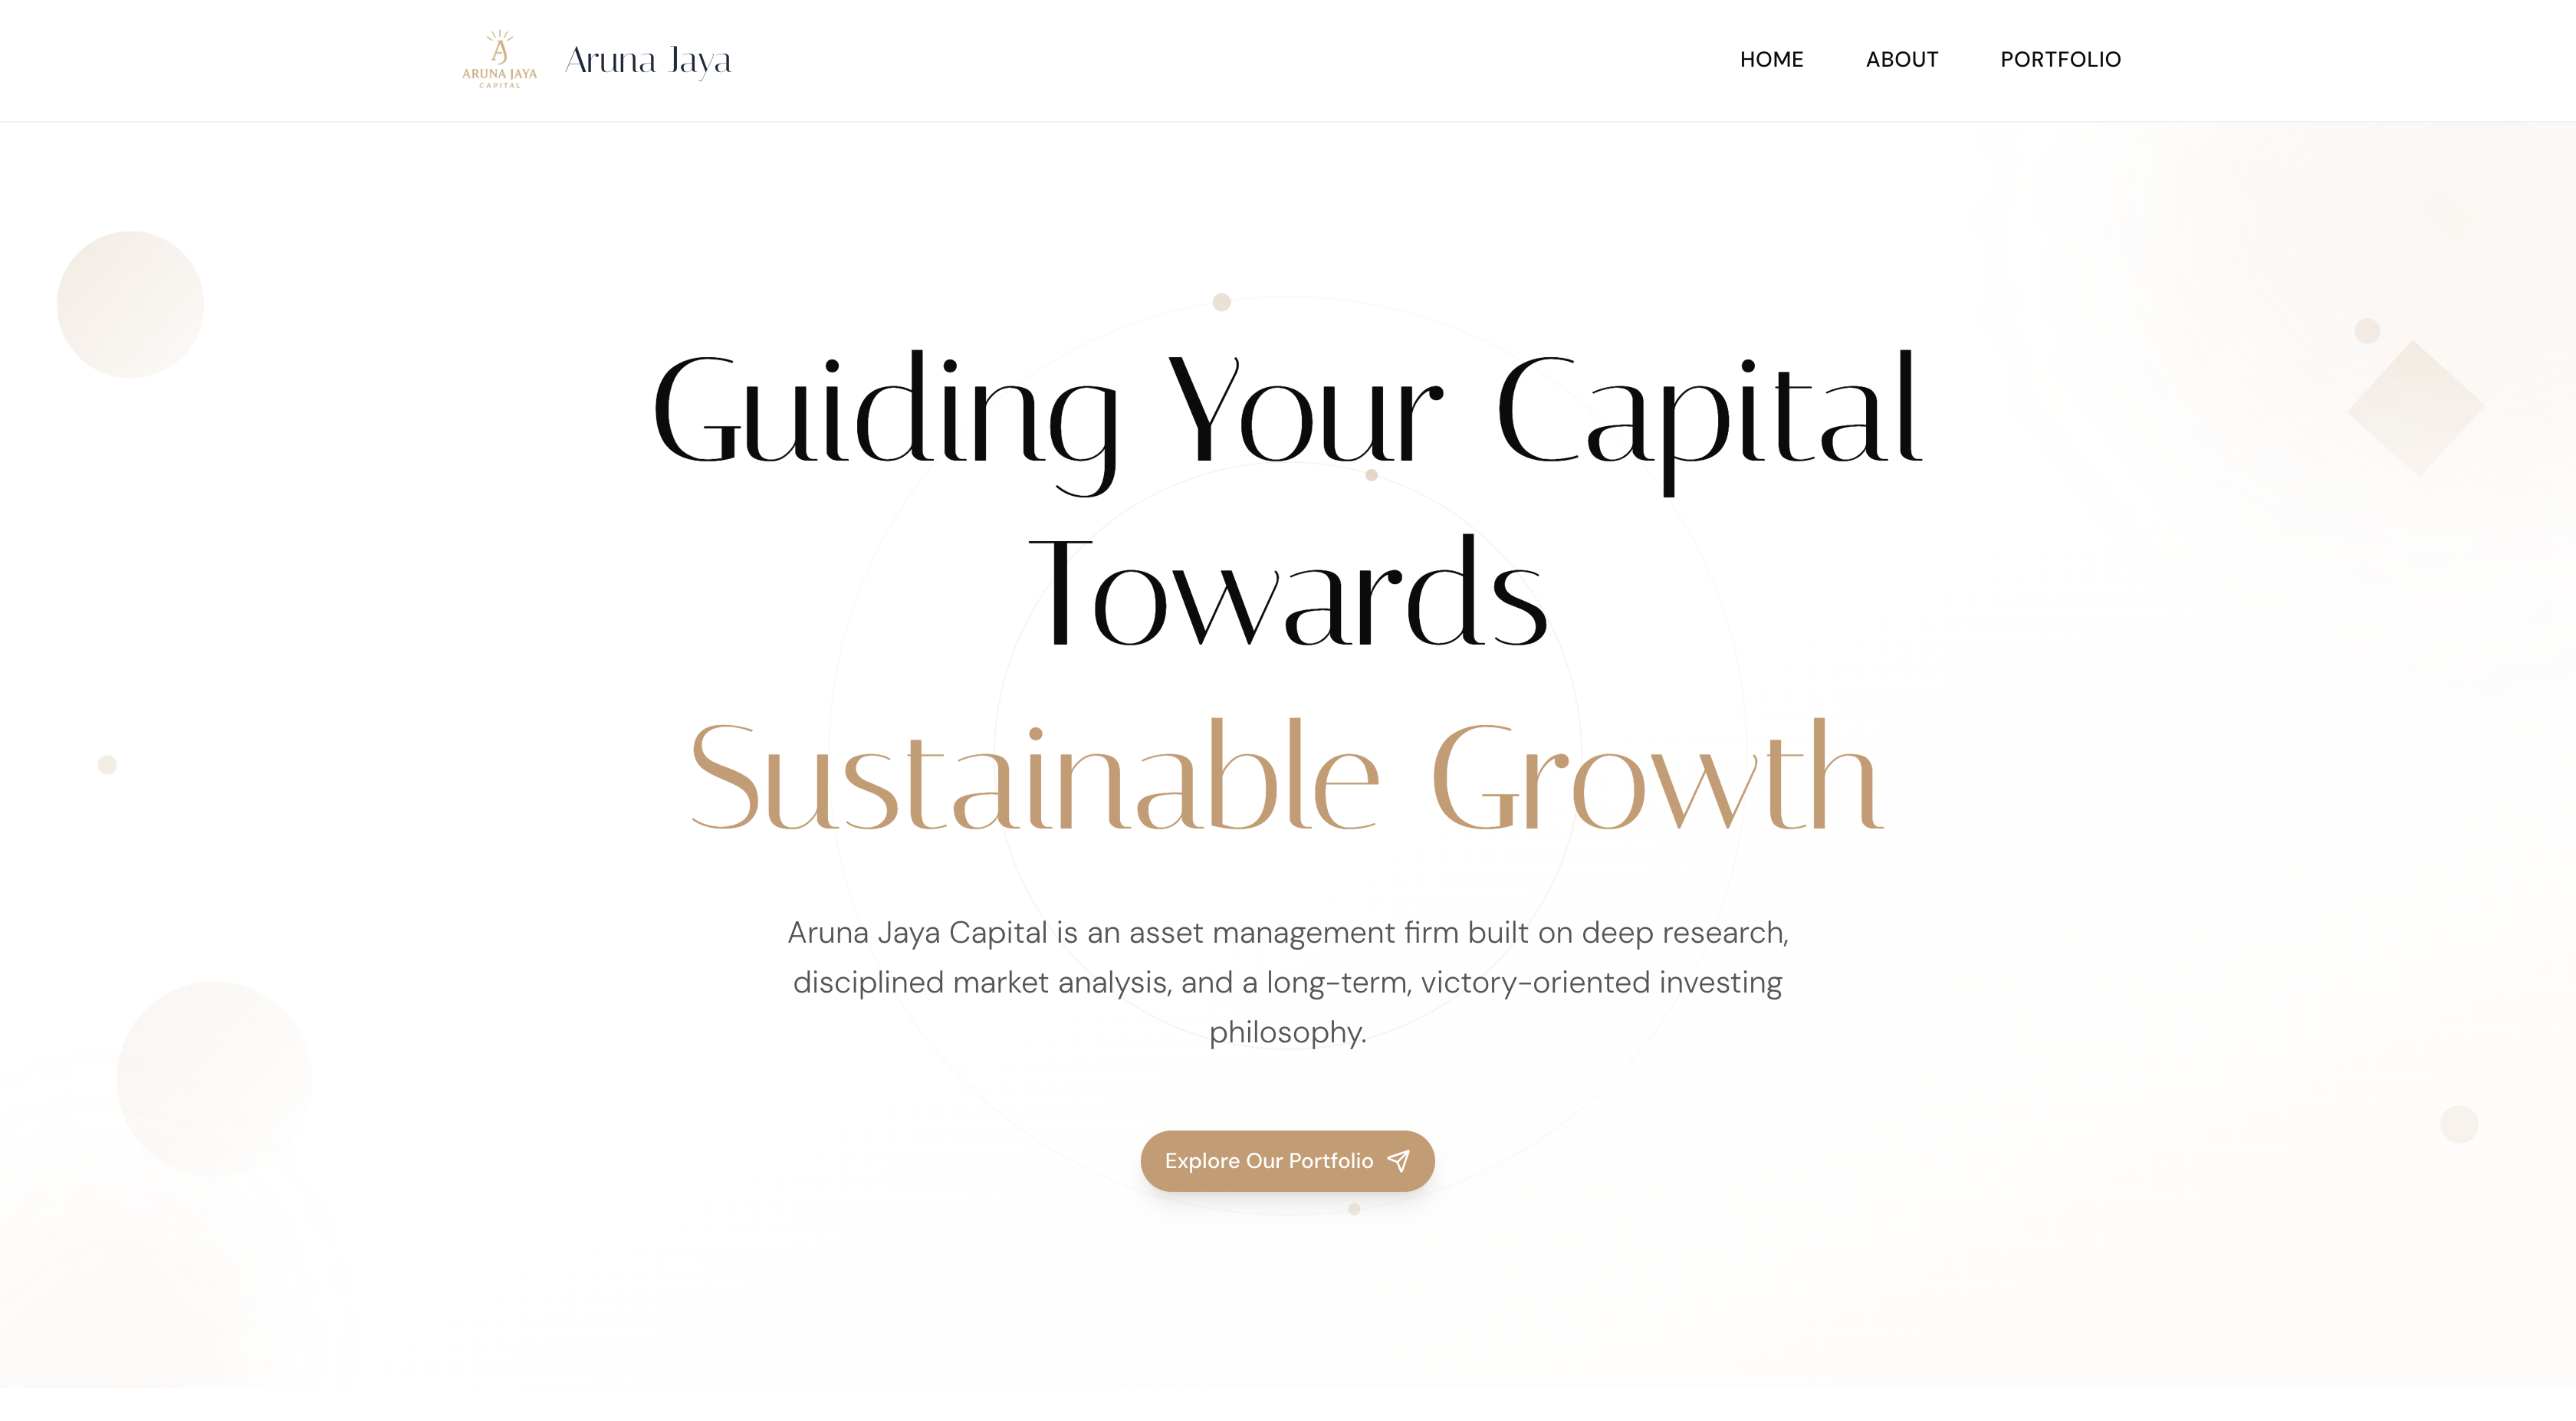 ARUNA JAYA
CAPITAL
Aruna Jaya
HOME
ABOUT
PORTFOLIO
Guiding Your Capital
Towards
Sustainable Growth
Aruna Jaya Capital is an asset management firm built on deep research,
disciplined market analysis, and a long-term, victory-oriented investing
philosophy.
Explore Our Portfolio